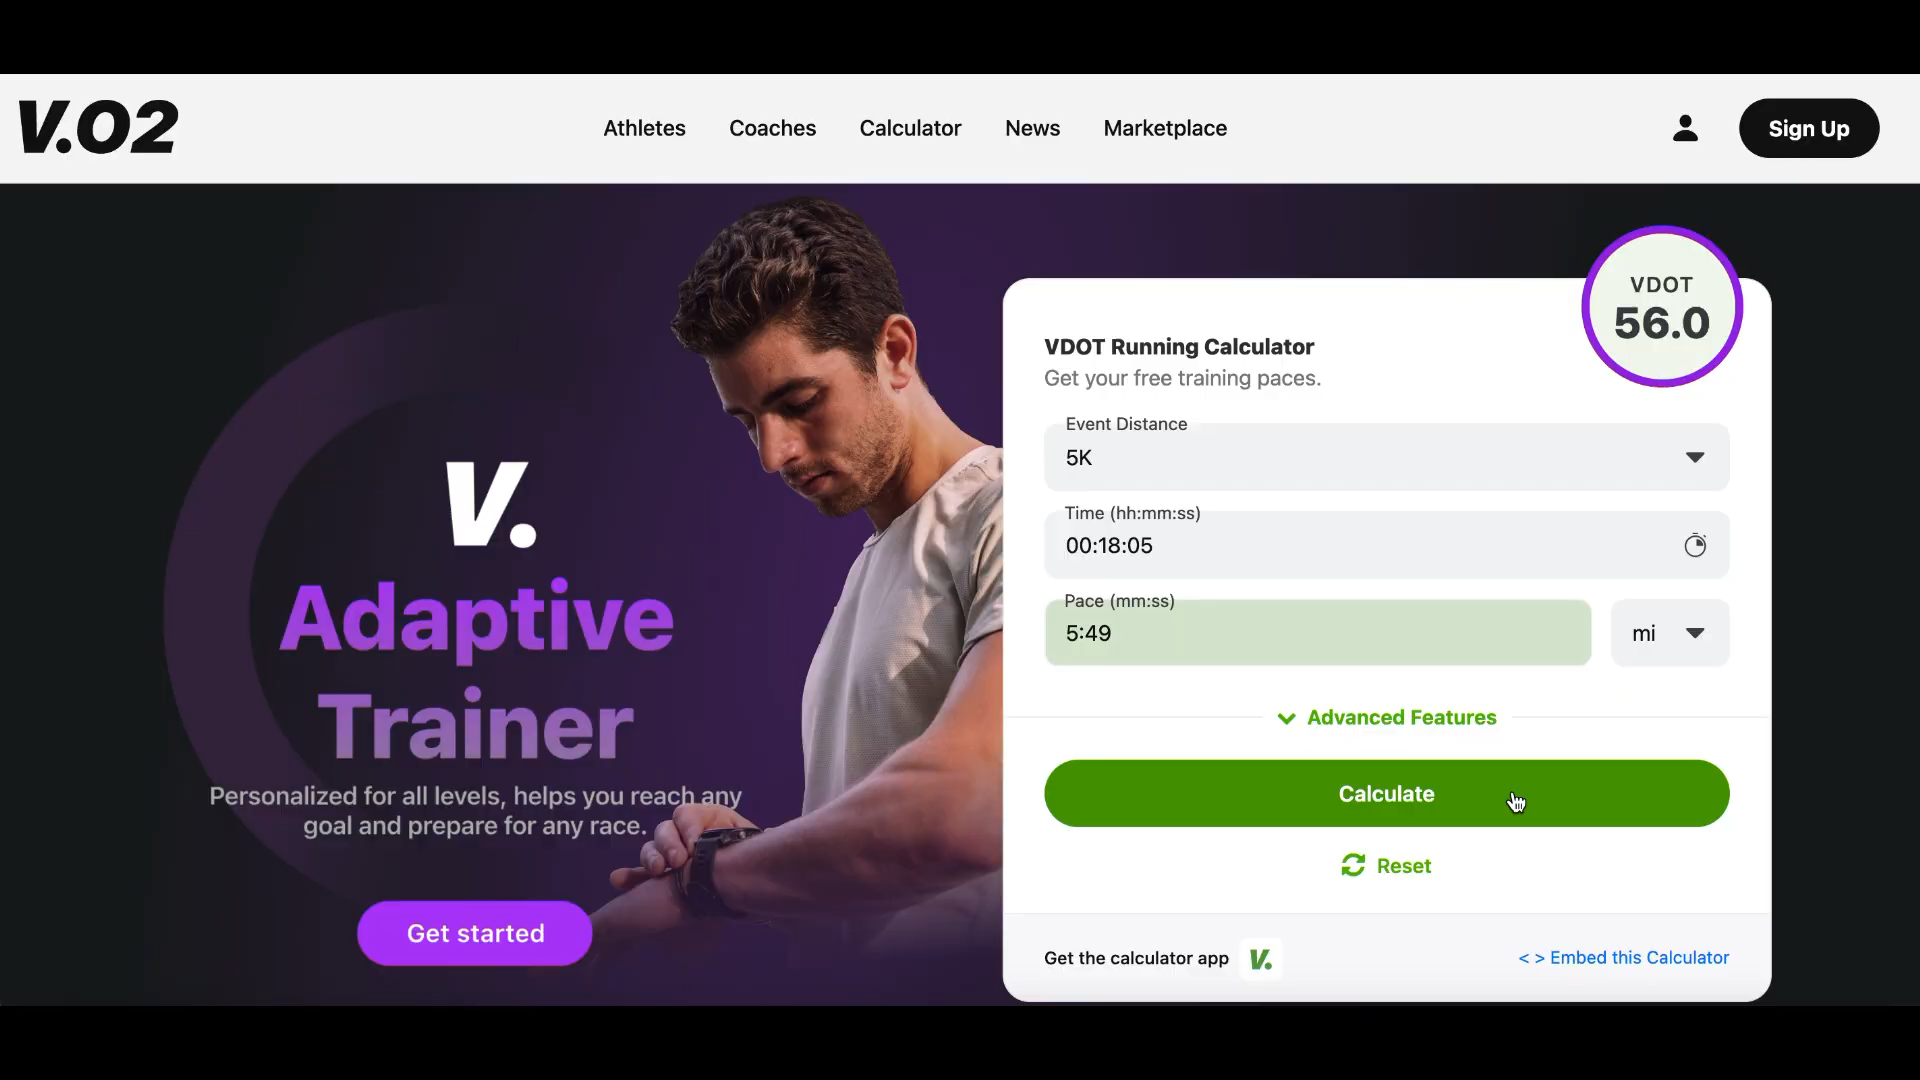 V.O2
Athletes
Coaches
Calculator
News
Marketplace
Sign Up
V.
Adaptive
Trainer
Personalized for all levels, helps you reach any
goal and prepare for any race.
Get started
VDOT
56.0
VDOT Running Calculator
Get your free training paces.
Event Distance
5K
Time (hh:mm:ss)
00:18:05
Pace (mm:ss)
5:49
mi
Advanced Features
Calculate
Reset
Get the calculator app
V.
< > Embed this Calculator